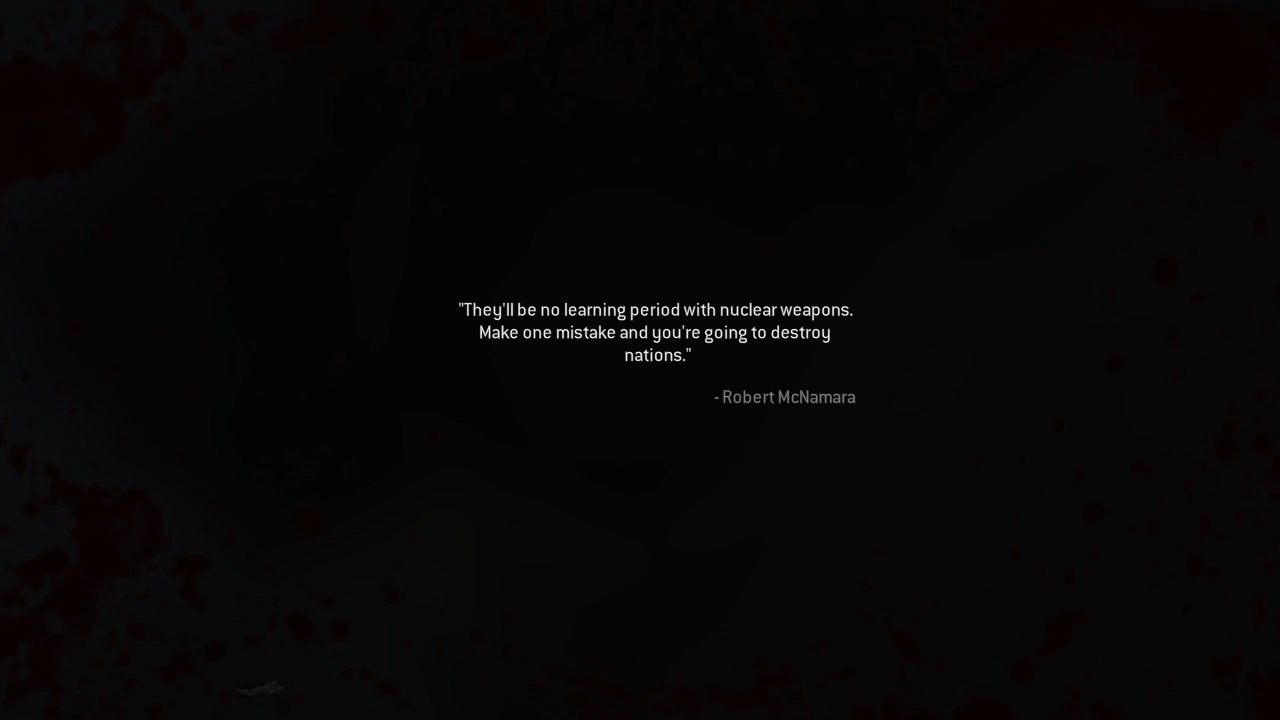 "They'll be no learning period with nuclear weapons.
Make one mistake and you're going to destroy
nations."
- Robert McNamara